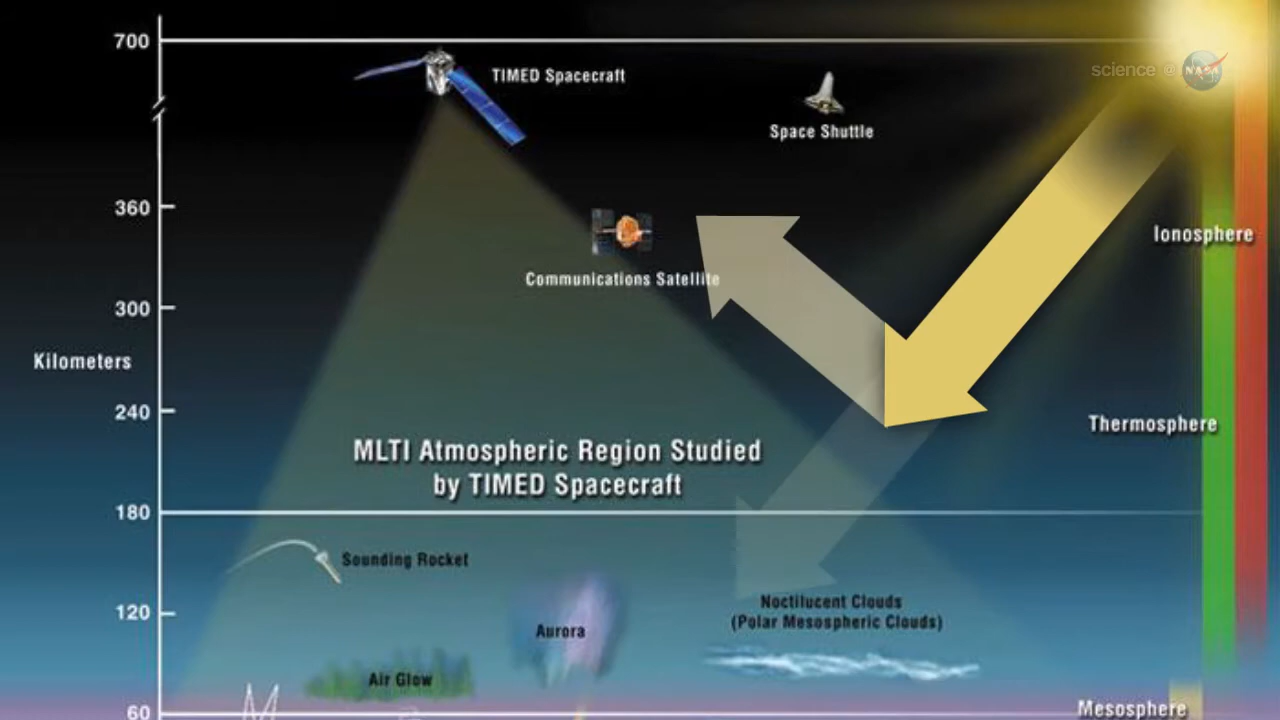 700
TIMED Spacecraft
science @ NASA
Space Shuttle
360
Ionosphere
Communications Satellite
300
Kilometers
240
Thermosphere
MLTI Atmospheric Region Studied
by TIMED Spacecraft
180
Sounding Rocket
120
Noctilucent Clouds
(Polar Mesospheric Clouds)
Aurora
Air Glow
60
Mesosphere